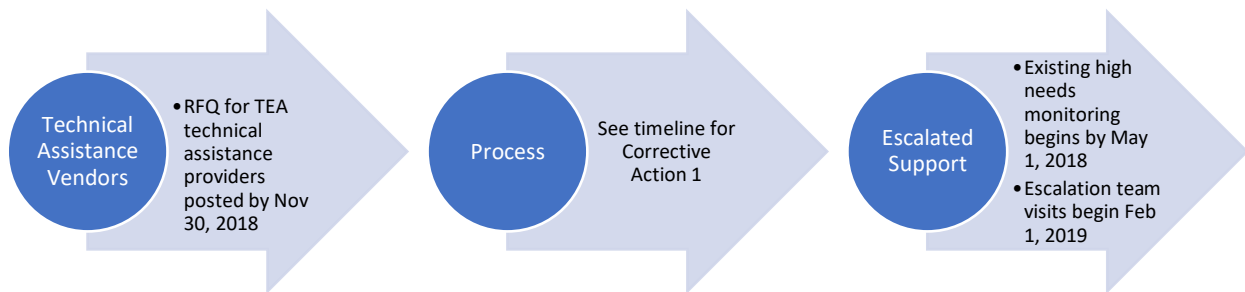 Technical
Assistance
Vendors
•RFQ for TEA
technical
assistance
providers
posted by Nov
30, 2018
Process
See timeline for
Corrective
Action 1
Escalated
Support
•Existing high
needs
monitoring
begins by May
1, 2018
•Escalation team
visits begin Feb
1, 2019